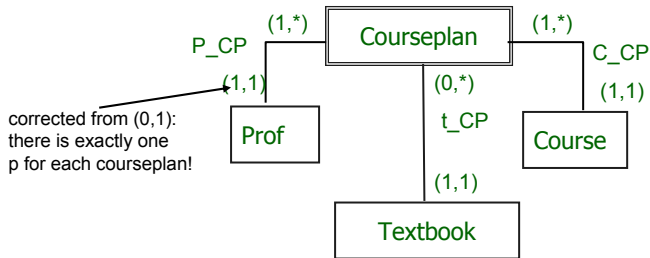 (1,*)
Courseplan
(1,*)
P_CP
C_CP
(1,1)
(0,*)
(1,1)
corrected from (0,1):
there is exactly one
p for each courseplan!
Prof
t_CP
Course
(1,1)
Textbook